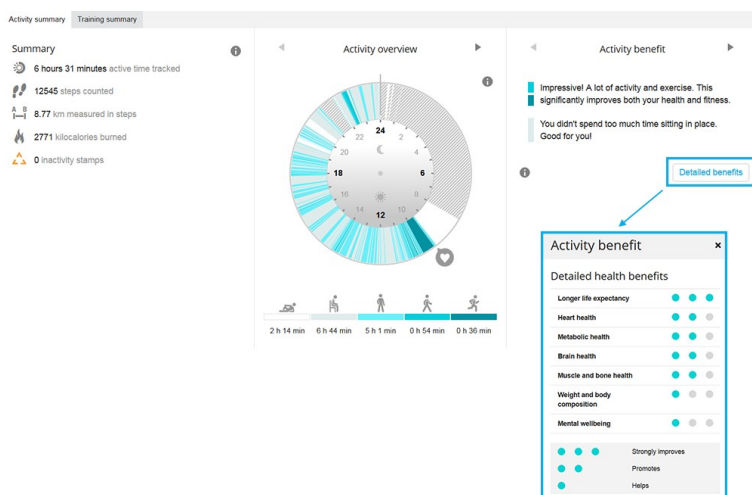 Activity summary
Training summary
Summary
6 hours 31 minutes active time tracked
12545 steps counted
A B
8.77 km measured in steps
2771 kilocalories burned
0 inactivity stamps
Activity overview
24
22
2
20
4
18
6
16
8
14
10
12
2 h 14 min
6 h 44 min
5 h 1 min
0 h 54 min
0 h 36 min
Activity benefit
Impressive! A lot of activity and exercise. This
significantly improves both your health and fitness.
You didn't spend too much time sitting in place.
Good for you!
Detailed benefits
Activity benefit
×
Detailed health benefits
Longer life expectancy
Heart health
Metabolic health
Brain health
Muscle and bone health
Weight and body
composition
Mental wellbeing
Strongly improves
Promotes
Helps